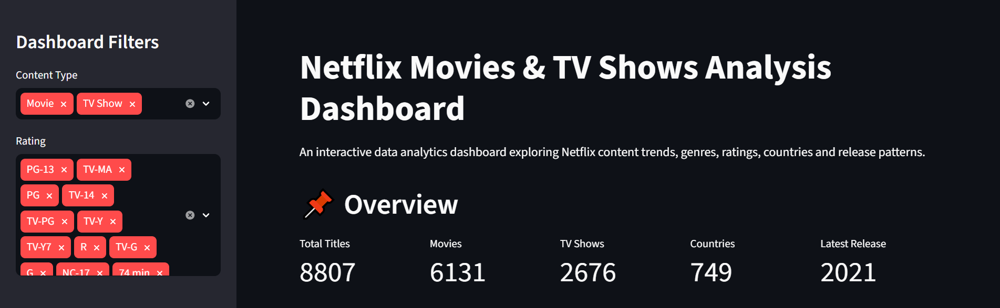 Dashboard Filters
Content Type
Movie × TV Show ×
Rating
PG-13 × TV-MA ×
PG × TV-14 ×
TV-PG × TV-Y ×
TV-Y7 × R × TV-G ×
G × NC-17 × 74 min ×
Netflix Movies & TV Shows Analysis
Dashboard
An interactive data analytics dashboard exploring Netflix content trends, genres, ratings, countries and release patterns.
Overview
Total Titles Movies TV Shows Countries Latest Release
8807 6131 2676 749 2021